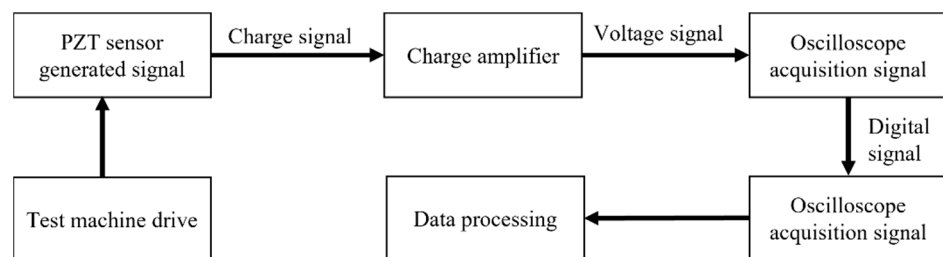 PZT sensor
generated signal
Charge signal
Charge amplifier
Voltage signal
Oscilloscope
acquisition signal
Digital
signal
Test machine drive
Data processing
Oscilloscope
acquisition signal